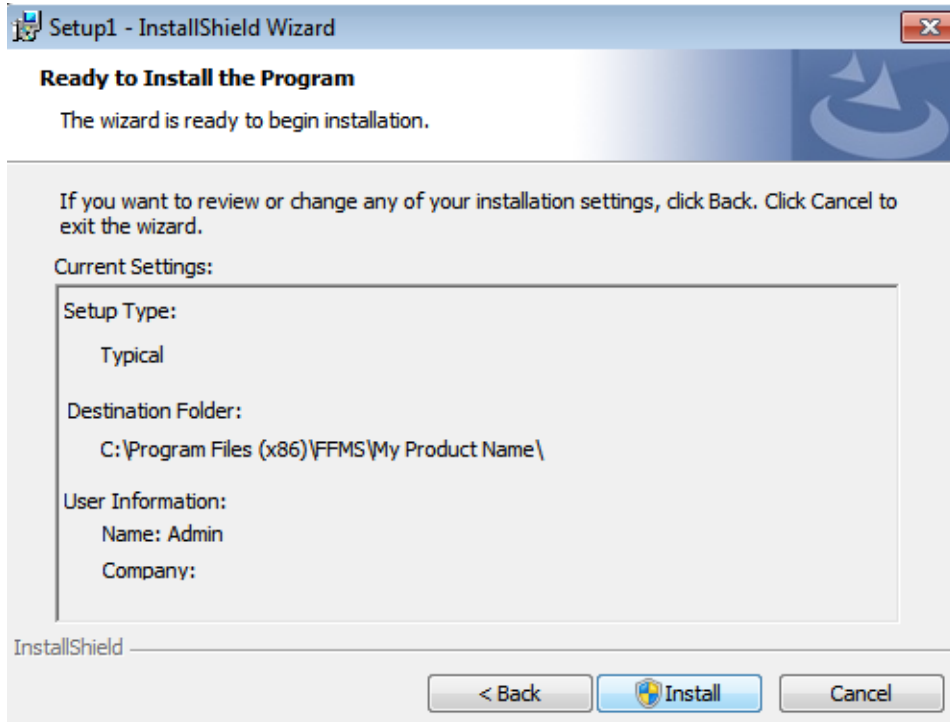 Setup1 - InstallShield Wizard
Ready to Install the Program
The wizard is ready to begin installation.
If you want to review or change any of your installation settings, click Back. Click Cancel to
exit the wizard.
Current Settings:
Setup Type:
Typical
Destination Folder:
C:\Program Files (x86)\FFMS\My Product Name\
User Information:
Name: Admin
Company:
InstallShield
< Back
Install
Cancel